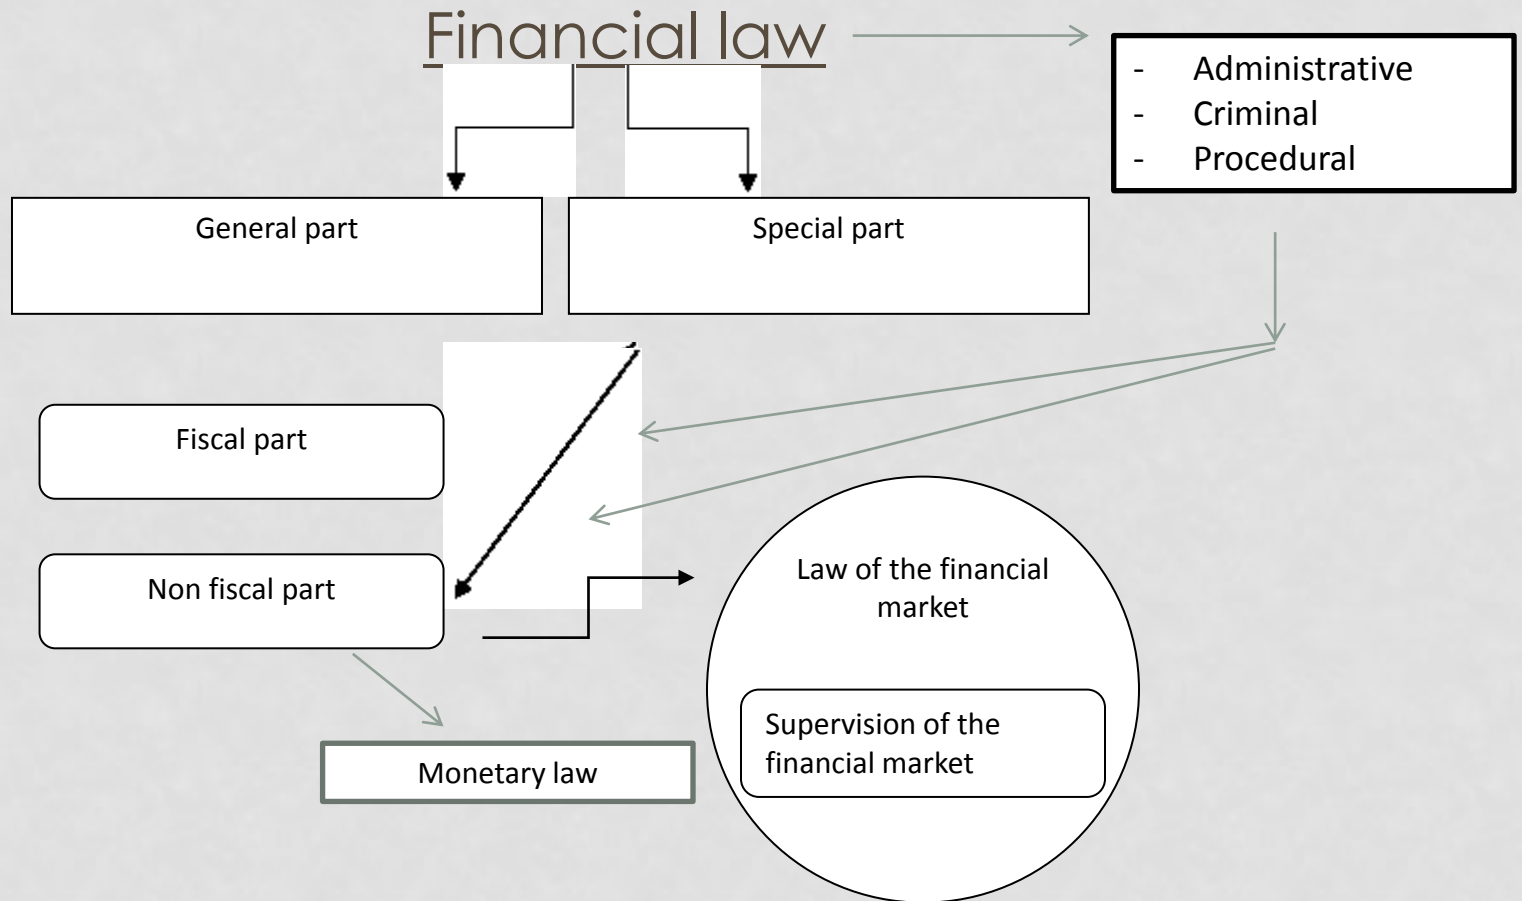 Financial law
- Administrative
- Criminal
- Procedural
General part
Special part
Fiscal part
Non fiscal part
Law of the financial
market
Supervision of the
financial market
Monetary law